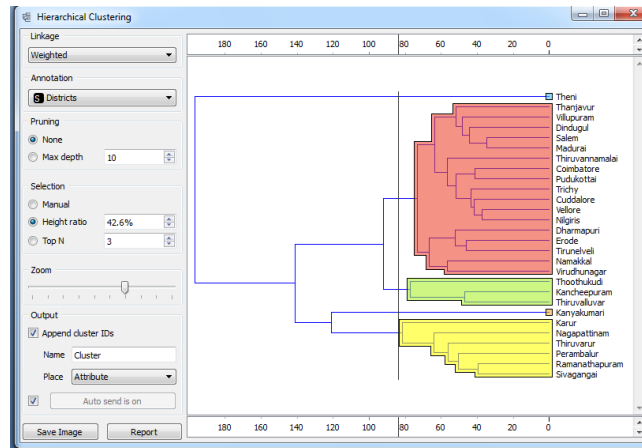 Hierarchical Clustering
Linkage
Weighted
Annotation
S Districts
Pruning
None
Max depth 10
Selection
Manual
Height ratio 42.6%
Top N 3
Zoom
Output
Append cluster IDs
Name Cluster
Place Attribute
Auto send is on
Save Image Report
180 160 140 120 100 80 60 40 20 0
Theni
Thanjavur
Villupuram
Dindugul
Salem
Madurai
Thiruvannamalai
Coimbatore
Pudukottai
Trichy
Cuddalore
Vellore
Nilgiris
Dharmapuri
Erode
Tirunelveli
Namakkal
Virudhunagar
Thoothukudi
Kancheepuram
Thiruvalluvar
Kanyakumari
Karur
Nagapattinam
Thiruvarur
Perambalur
Ramanathapuram
Sivagangai
180 160 140 120 100 80 60 40 20 0